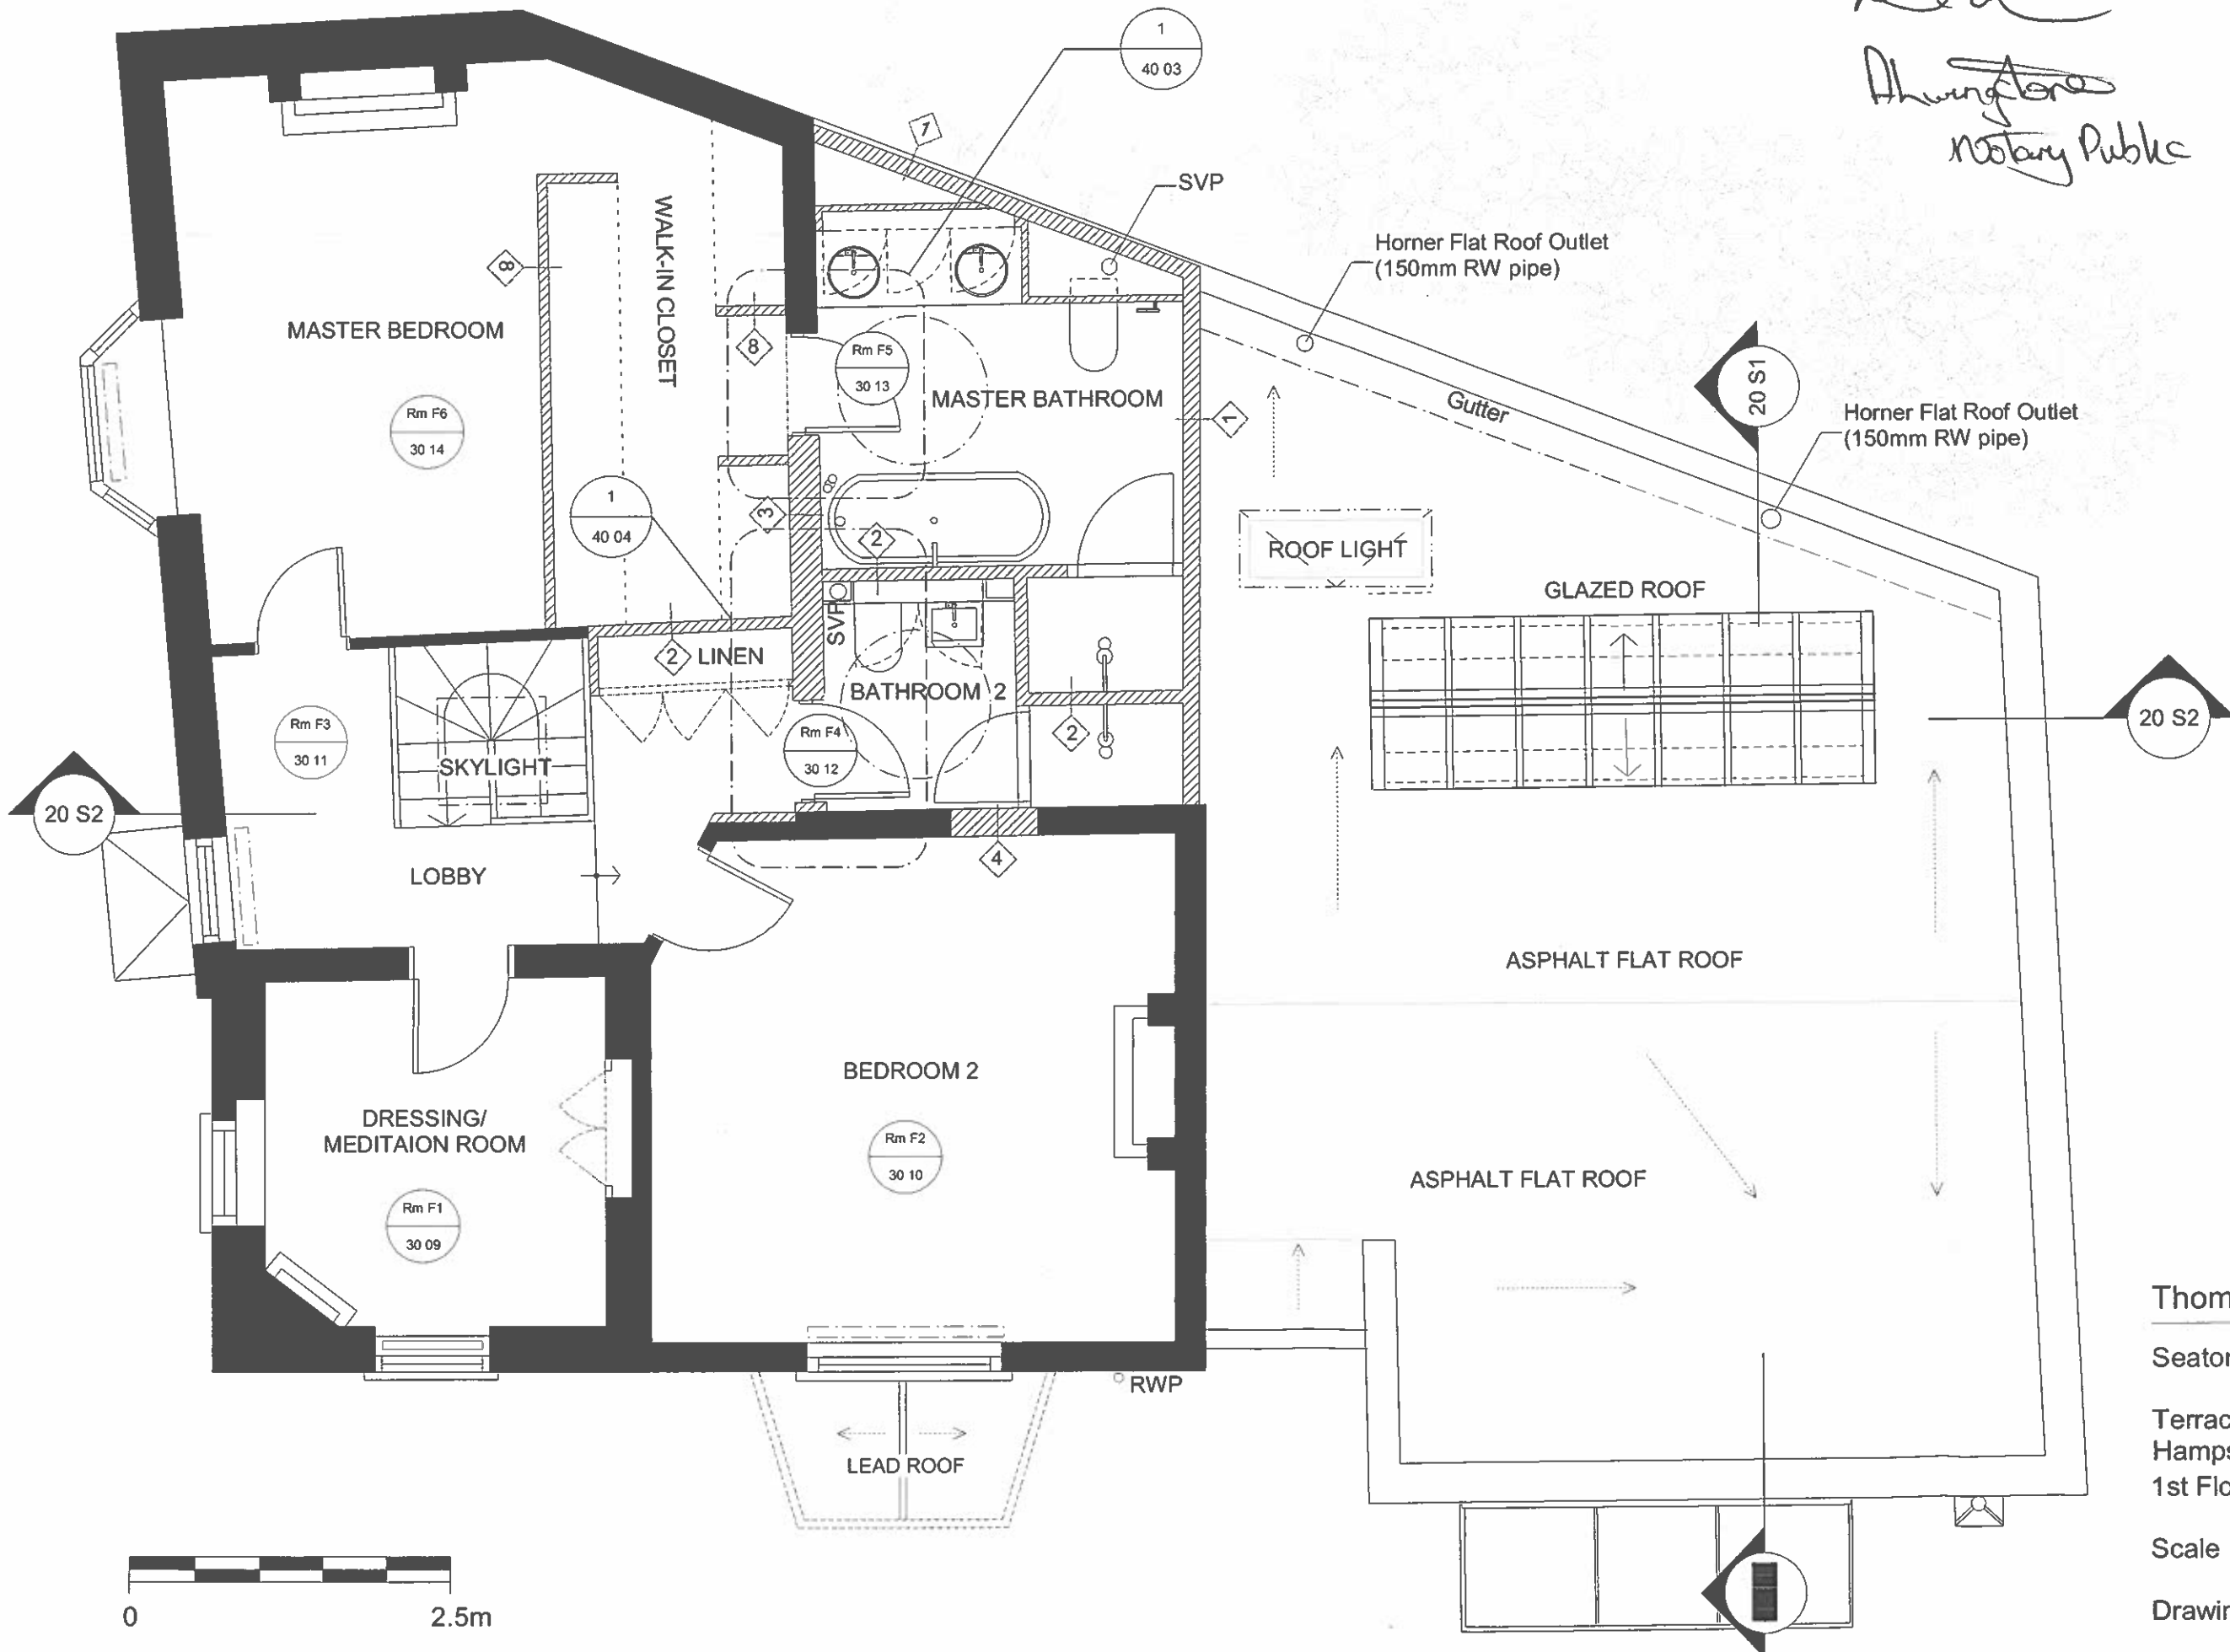 1
40 03
Notary Public
SVP
Horner Flat Roof Outlet
(150mm RW pipe)
WALK-IN CLOSET
8
1
MASTER BEDROOM
8
Rm F5
30 13
MASTER BATHROOM
20 S1
Gutter
Horner Flat Roof Outlet
(150mm RW pipe)
Rm F6
30 14
1
1
40 04
3
2
ROOF LIGHT
GLAZED ROOF
SVP
2
LINEN
BATHROOM 2
Rm F3
30 11
Rm F4
30 12
2
20 S2
SKYLIGHT
20 S2
4
LOBBY
ASPHALT FLAT ROOF
BEDROOM 2
DRESSING/
MEDITAION ROOM
Rm F2
30 10
ASPHALT FLAT ROOF
Rm F1
30 09
Thom
Seator
RWP
Terrac
Hamps
1st Flo
LEAD ROOF
Scale
0
2.5m
Drawin